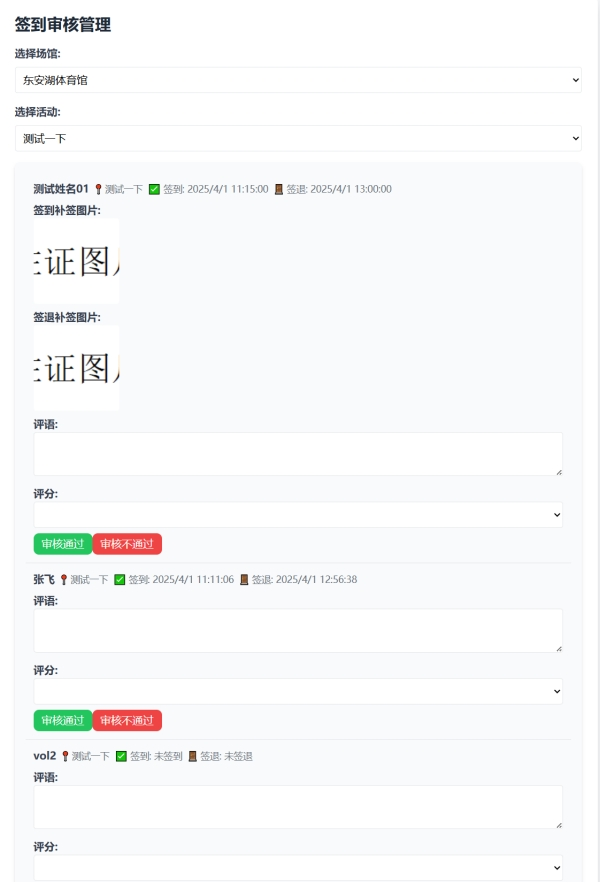 签到审核管理
选择场馆:
东安湖体育馆
选择活动:
测试一下
测试姓名01 测试一下 签到: 2025/4/1 11:15:00 签退: 2025/4/1 13:00:00
签到补签图片:
证图
签退补签图片:
证图
评语:
评分:
审核通过 审核不通过
张飞 测试一下 签到: 2025/4/1 11:11:06 签退: 2025/4/1 12:56:38
评语:
评分:
审核通过 审核不通过
vol2 测试一下 签到: 未签到 签退: 未签退
评语:
评分: